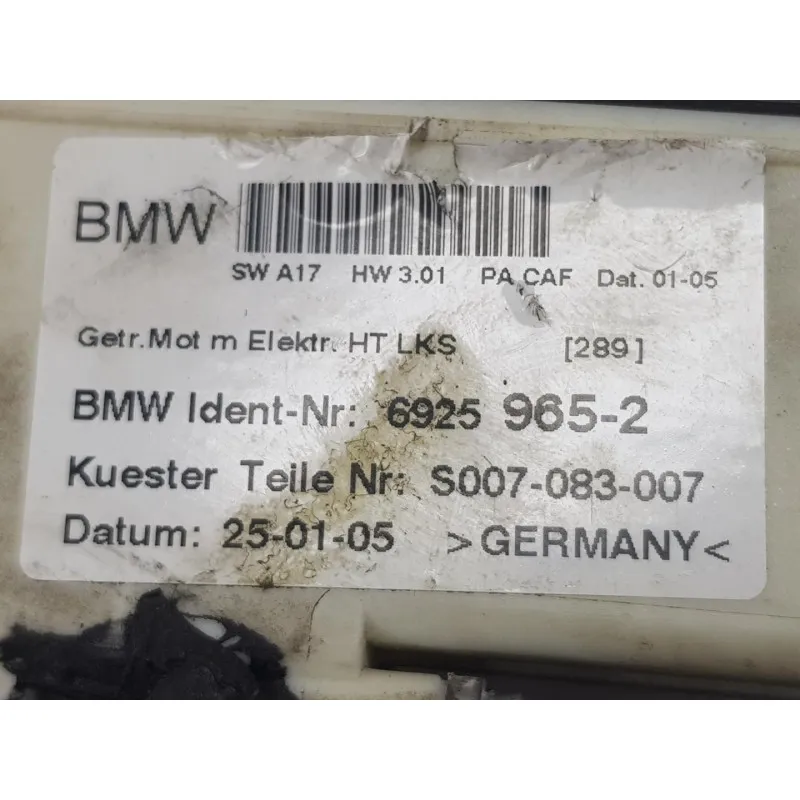 BMW
SW A17 HW 3.01 PA CAF Dat. 01-05
Getr.Mot m Elektr. HT LKS [289]
BMW Ident-Nr: 6925 965-2
Kuester Teile Nr: S007-083-007
Datum: 25-01-05 >GERMANY<